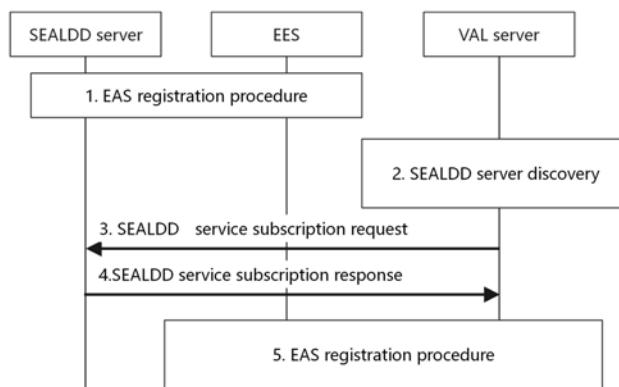 SEALDD server
EES
VAL server
1. EAS registration procedure
2. SEALDD server discovery
3. SEALDD service subscription request
4.SEALDD service subscription response
5. EAS registration procedure